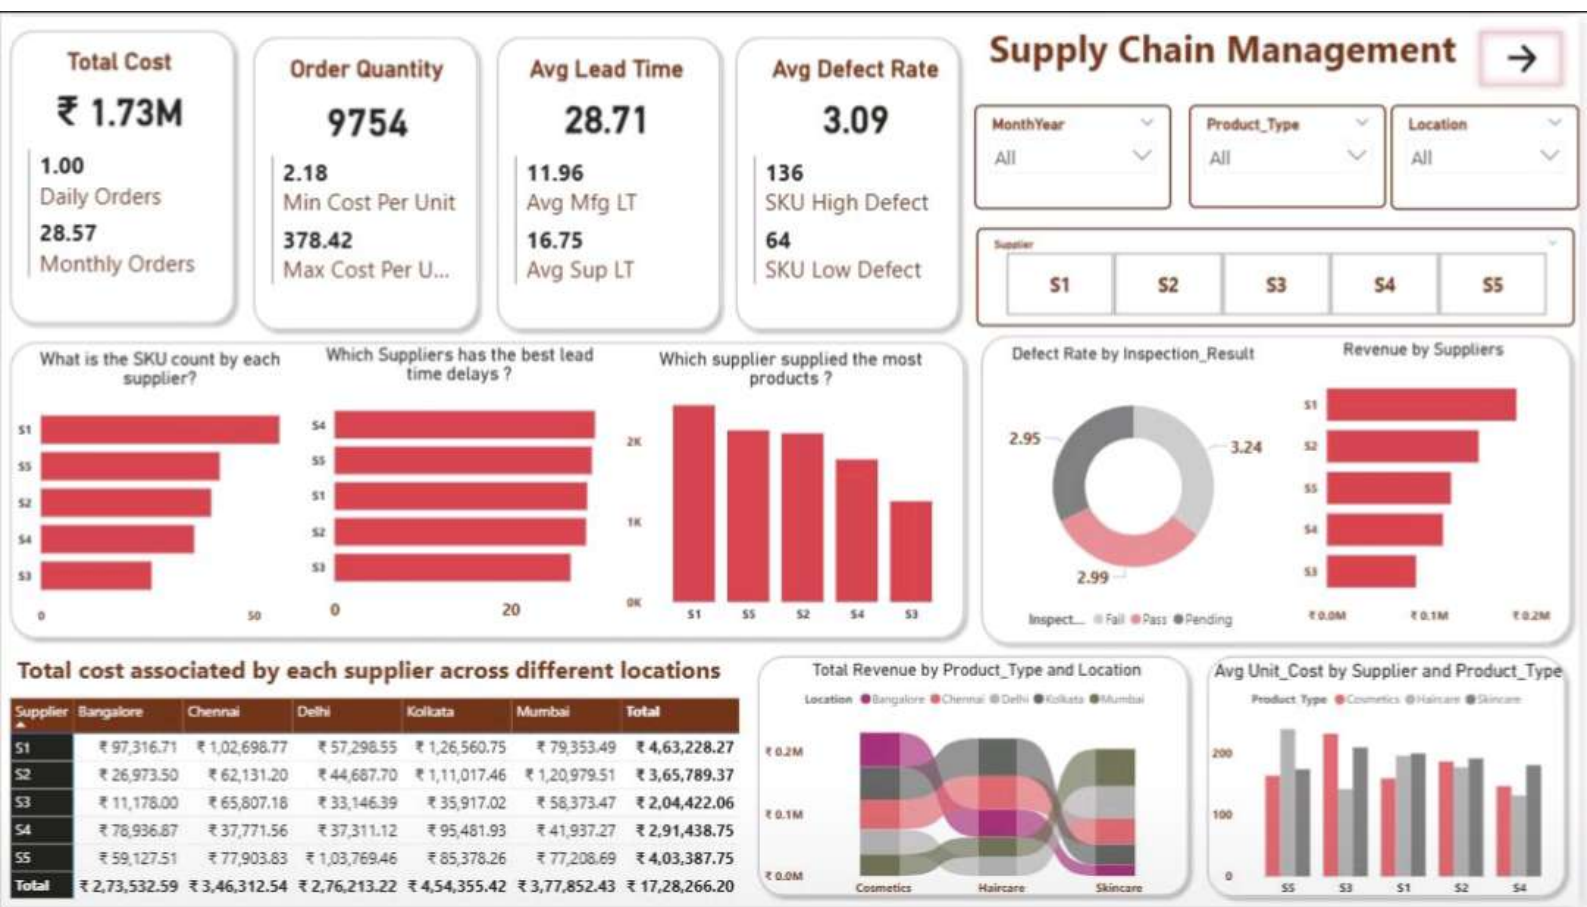 Total Cost
₹ 1.73M
1.00
Daily Orders
28.57
Monthly Orders
Order Quantity
9754
2.18
Min Cost Per Unit
378.42
Max Cost Per U...
Avg Lead Time
28.71
11.96
Avg Mfg LT
16.75
Avg Sup LT
Avg Defect Rate
3.09
136
SKU High Defect
64
SKU Low Defect
Supply Chain Management
MonthYear
All
Product_Type
All
Location
All
Supplier
S1 S2 S3 S4 S5
What is the SKU count by each
supplier?
S1
S5
S2
S4
S3
0 50
Which Suppliers has the best lead
time delays ?
S4
S5
S1
S2
S3
0 20
Which supplier supplied the most
products ?
2K
1K
0K
S1 S5 S2 S4 S3
Defect Rate by Inspection_Result
2.95
3.24
2.99
Inspect... Fail Pass Pending
Revenue by Suppliers
S1
S2
S5
S4
S3
₹ 0.0M ₹ 0.1M ₹ 0.2M
Total cost associated by each supplier across different locations
Supplier Bangalore Chennai Delhi Kolkata Mumbai Total
S1 ₹ 97,316.71 ₹ 1,02,698.77 ₹ 57,298.55 ₹ 1,26,560.75 ₹ 79,353.49 ₹ 4,63,228.27
S2 ₹ 26,973.50 ₹ 62,131.20 ₹ 44,687.70 ₹ 1,11,017.46 ₹ 1,20,979.51 ₹ 3,65,789.37
S3 ₹ 11,178.00 ₹ 65,807.18 ₹ 33,146.39 ₹ 35,917.02 ₹ 58,373.47 ₹ 2,04,422.06
S4 ₹ 78,936.87 ₹ 37,771.56 ₹ 37,311.12 ₹ 95,481.93 ₹ 41,937.27 ₹ 2,91,438.75
S5 ₹ 59,127.51 ₹ 77,903.83 ₹ 1,03,769.46 ₹ 85,378.26 ₹ 77,208.69 ₹ 4,03,387.75
Total ₹ 2,73,532.59 ₹ 3,46,312.54 ₹ 2,76,213.22 ₹ 4,54,355.42 ₹ 3,77,852.43 ₹ 17,28,266.20
Total Revenue by Product_Type and Location
Location Bangalore Chennai Delhi Kolkata Mumbai
₹ 0.2M
₹ 0.1M
₹ 0.0M
Cosmetics Haircare Skincare
Avg Unit_Cost by Supplier and Product_Type
Product Type Cosmetics Haircare Skincare
200
100
0
S5 S3 S1 S2 S4